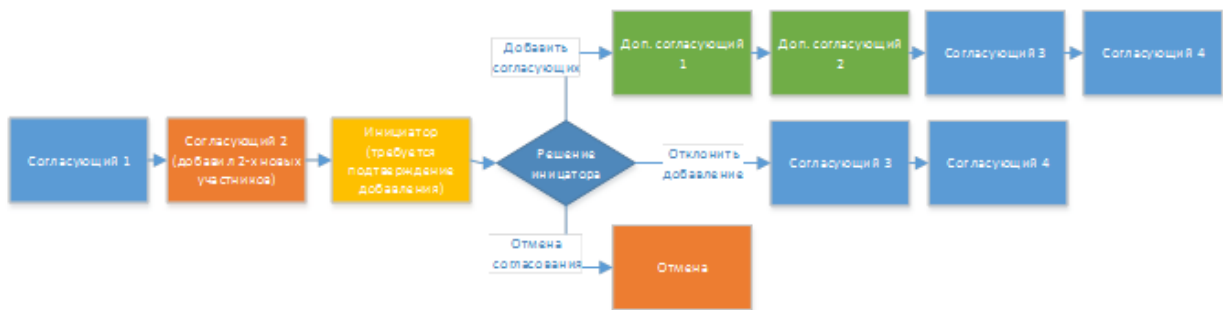 Добавить
согласующих
Доп. согласующий
1
Доп. согласующий
2
Согласующий 3
Согласующий 4
Согласующий 1
Согласующий 2
(добавил 2-х новых
участников)
Инициатор
(требуется
подтверждение
добавления)
Решение
иницатора
Отклонить
добавление
Согласующий 3
Согласующий 4
Отмена
согласования
Отмена